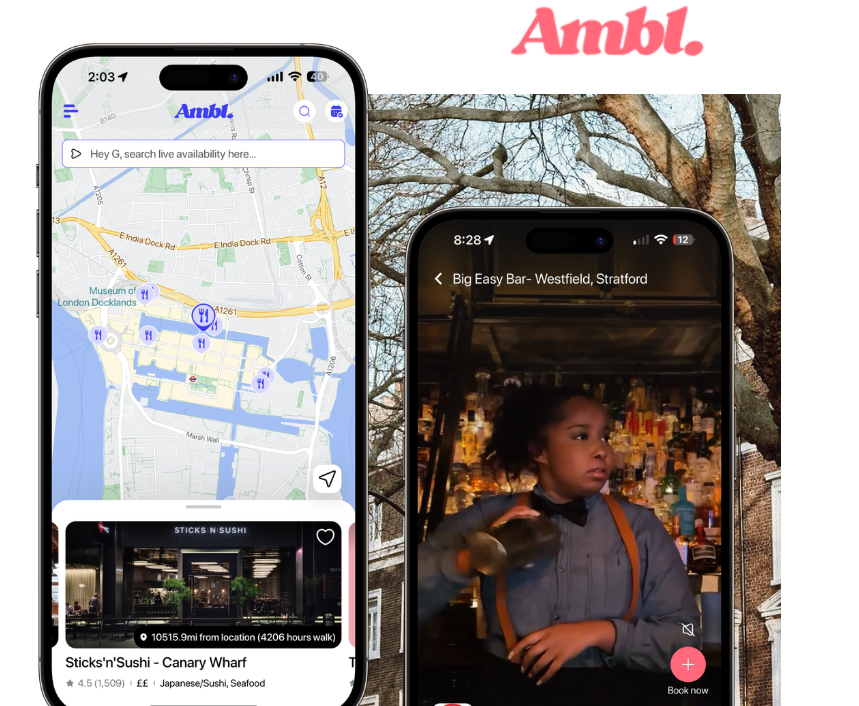 Ambl.
2:03
40
Ambl.
Hey G, search live availability here...
B140
Chrisp St
A12
A1205
13
E India Dock Rd
E India Dock Rd
E I
A1261
Cotton St
Museum of
London Docklands
A1261
A1206
Marsh Wall
STICKS'N'SUSHI
10515.9mi from location (4206 hours walk)
Sticks'n'Sushi - Canary Wharf
T
4.5 (1,509) ££ Japanese/Sushi, Seafood
8:28
12
Big Easy Bar- Westfield, Stratford
Book now